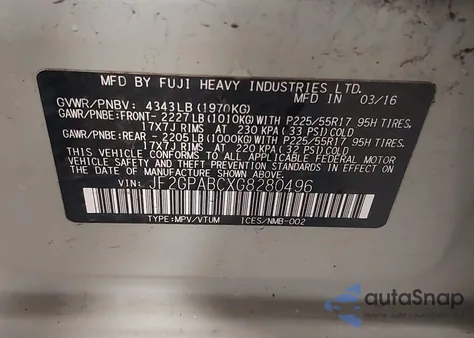 MFD BY FUJI HEAVY INDUSTRIES LTD.
GVWR/PNBV: 4343LB(1970KG) IN 03/16
GAWR/PNBE:FRONT- 2227LB(1010KG)WITH P225/55R17 95H TIRES,
17x7J RIMS AT 230 KPA(33 PSI)COLD
GAWR/PNBE: REAR- 2205LB(1000KG)WITH P225/55R17 95H TIRES,
17x7J RIMS AT 220 KPA(32 PSI)COLD
THIS VEHICLE CONFORMS TO ALL APPLICABLE FEDERAL MOTOR
VEHICLE SAFETY STANDARDS IN EFFECT ON
THE DATE OF MANUFACTURE SHOWN ABOVE.
VIN: JF2GPABCXG8280496
TYPE:MPV/VTUM ICES/NMB-002
autoSnap